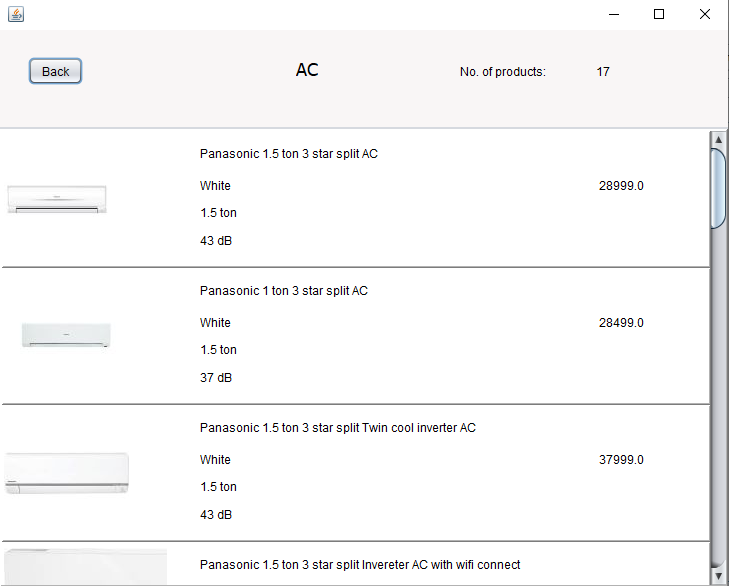 Back
AC
No. of products:
17
Panasonic 1.5 ton 3 star split AC
White
28999.0
1.5 ton
43 dB
Panasonic 1 ton 3 star split AC
White
28499.0
1.5 ton
37 dB
Panasonic 1.5 ton 3 star split Twin cool inverter AC
White
37999.0
1.5 ton
43 dB
Panasonic 1.5 ton 3 star split Invereter AC with wifi connect